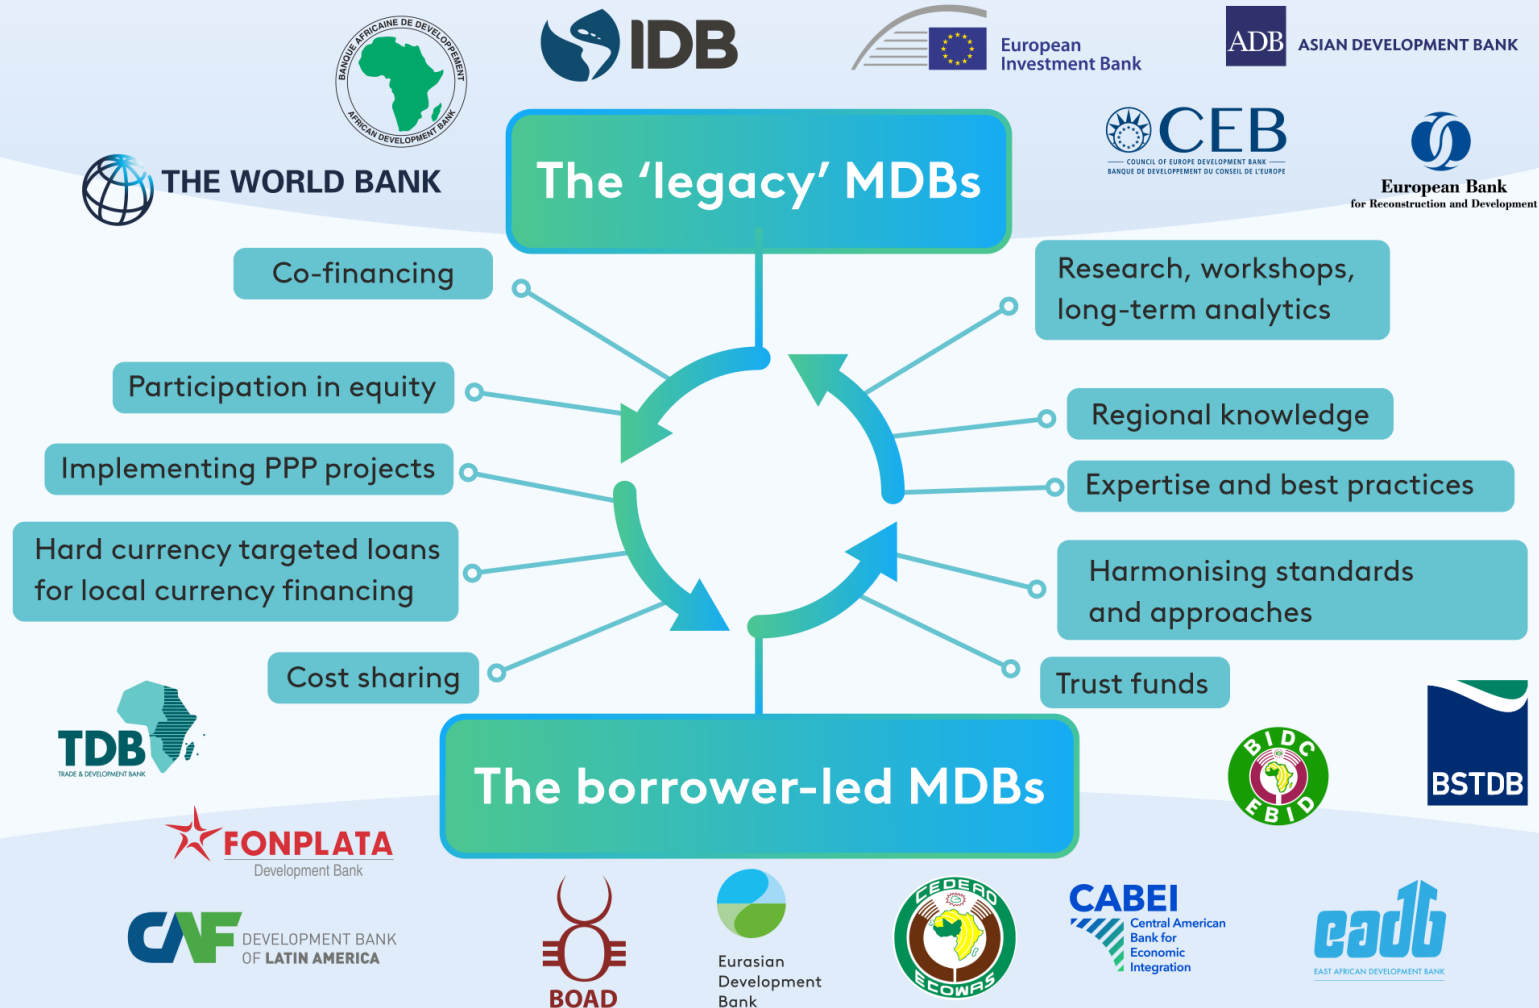 BANQUE AFRICAINE DE DEVELOPPEMENT
AFRICAN DEVELOPMENT BANK
IDB
European
Investment Bank
ADB
ASIAN DEVELOPMENT BANK
THE WORLD BANK
The ‘legacy’ MDBs
CEB
COUNCIL OF EUROPE DEVELOPMENT BANK
BANQUE DE DÉVELOPPEMENT DU CONSEIL DE L'EUROPE
European Bank
for Reconstruction and Development
Co-financing
Participation in equity
Implementing PPP projects
Hard currency targeted loans
for local currency financing
Cost sharing
Research, workshops,
long-term analytics
Regional knowledge
Expertise and best practices
Harmonising standards
and approaches
Trust funds
The borrower-led MDBs
TDB
TRADE & DEVELOPMENT BANK
FONPLATA
Development Bank
CAF
DEVELOPMENT BANK
OF LATIN AMERICA
BOAD
Eurasian
Development
Bank
CEDEAO
ECOWAS
CABEI
Central American
Bank for
Economic
Integration
BIDC
EBID
BSTDB
eadb
EAST AFRICAN DEVELOPMENT BANK